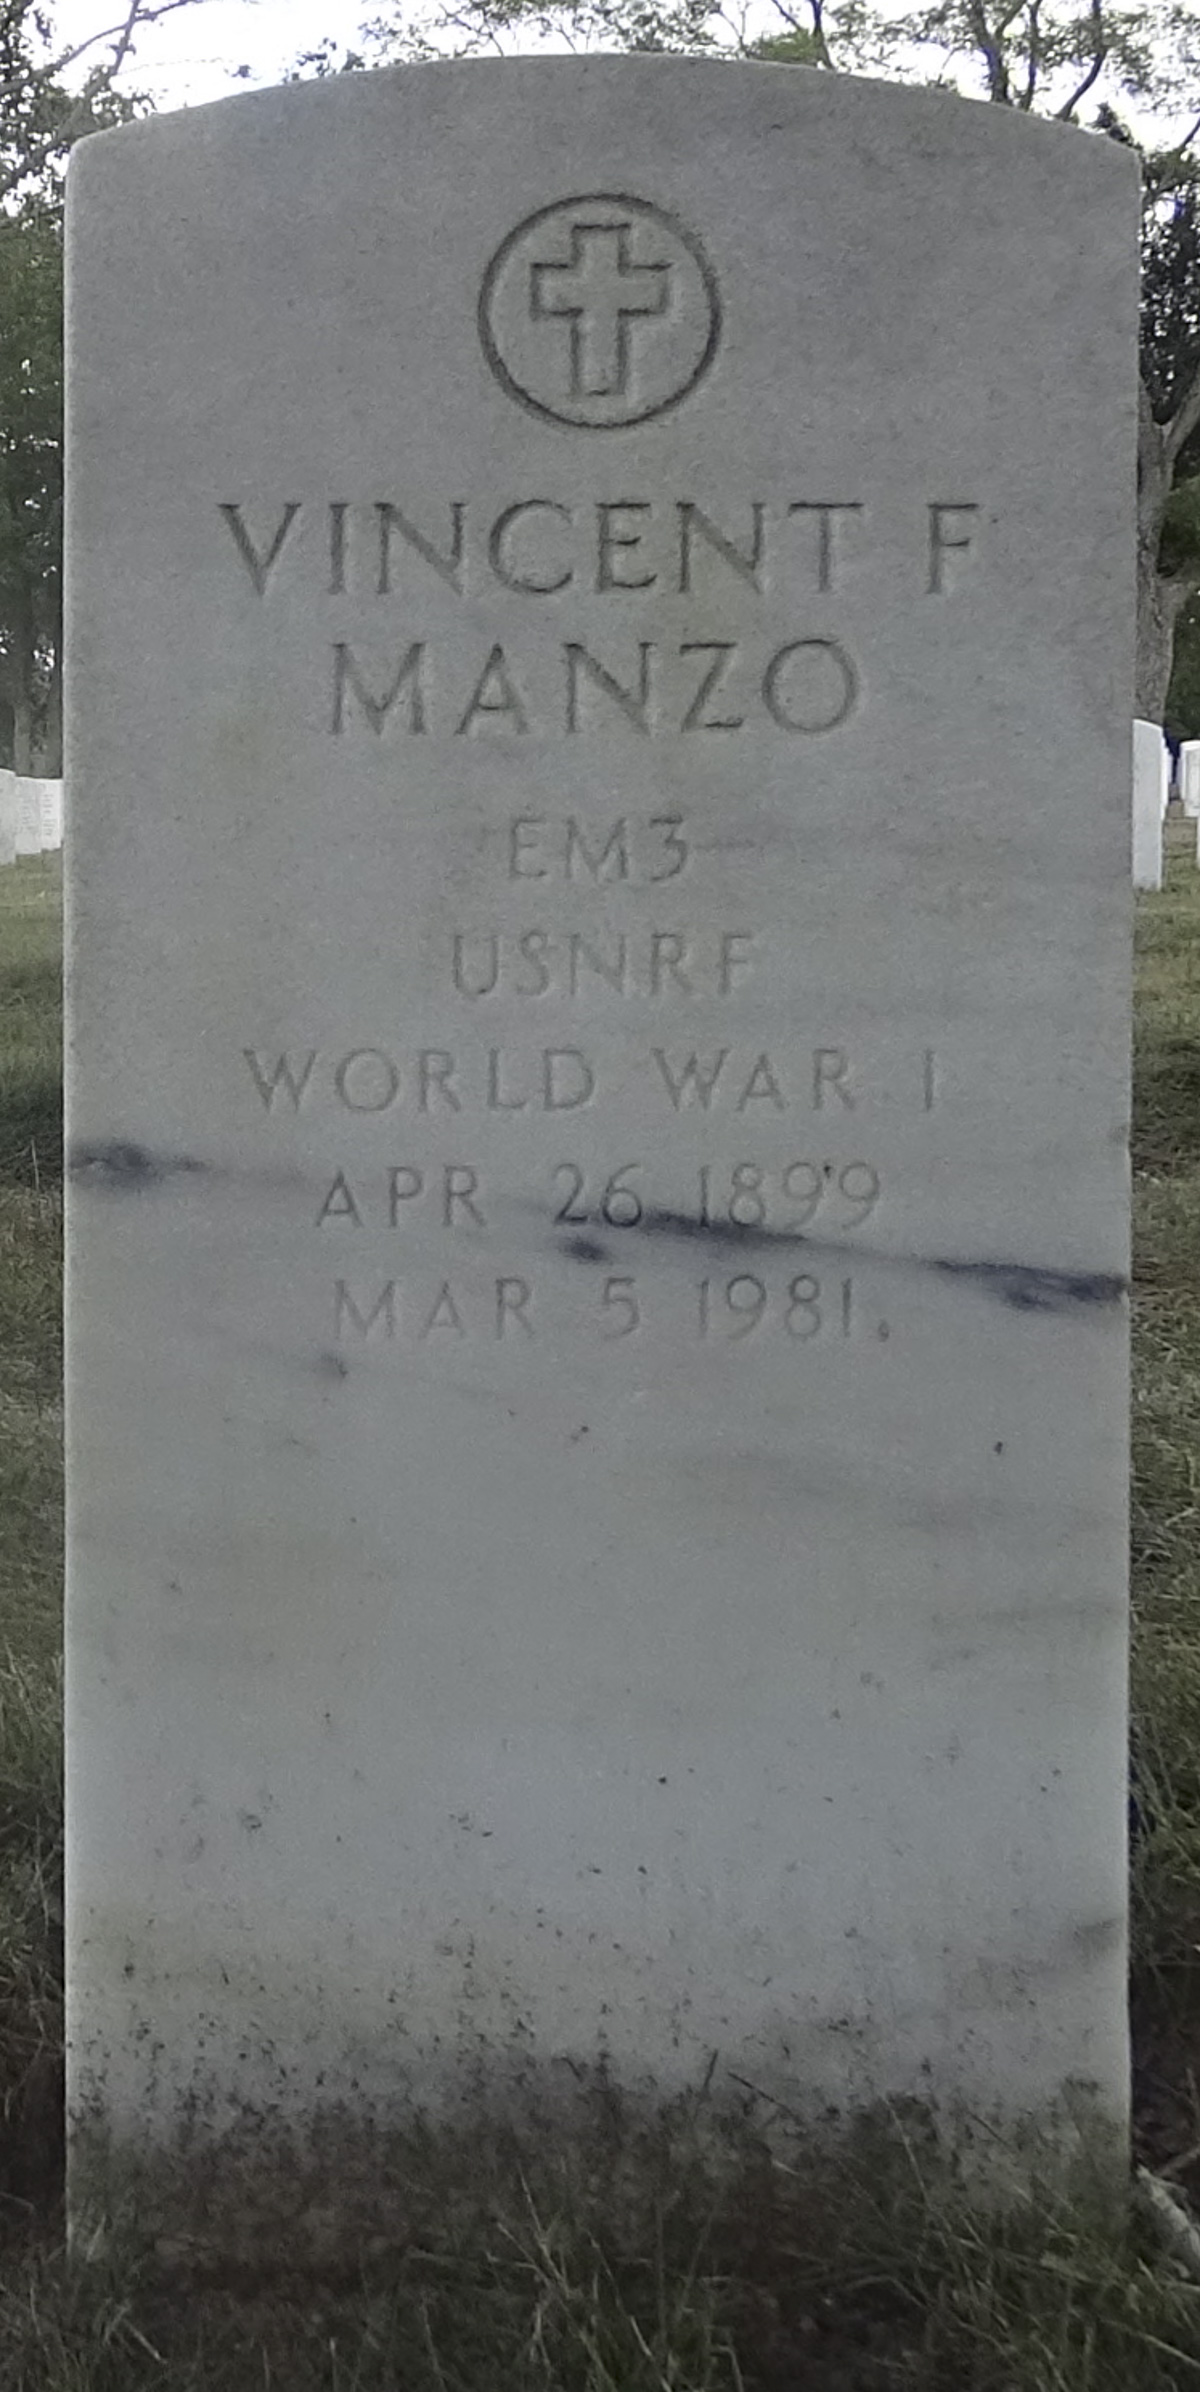 VINCENT F
MANZO
EM3
USNRF
WORLD WAR I
APR 26 1899
MAR 5 1981